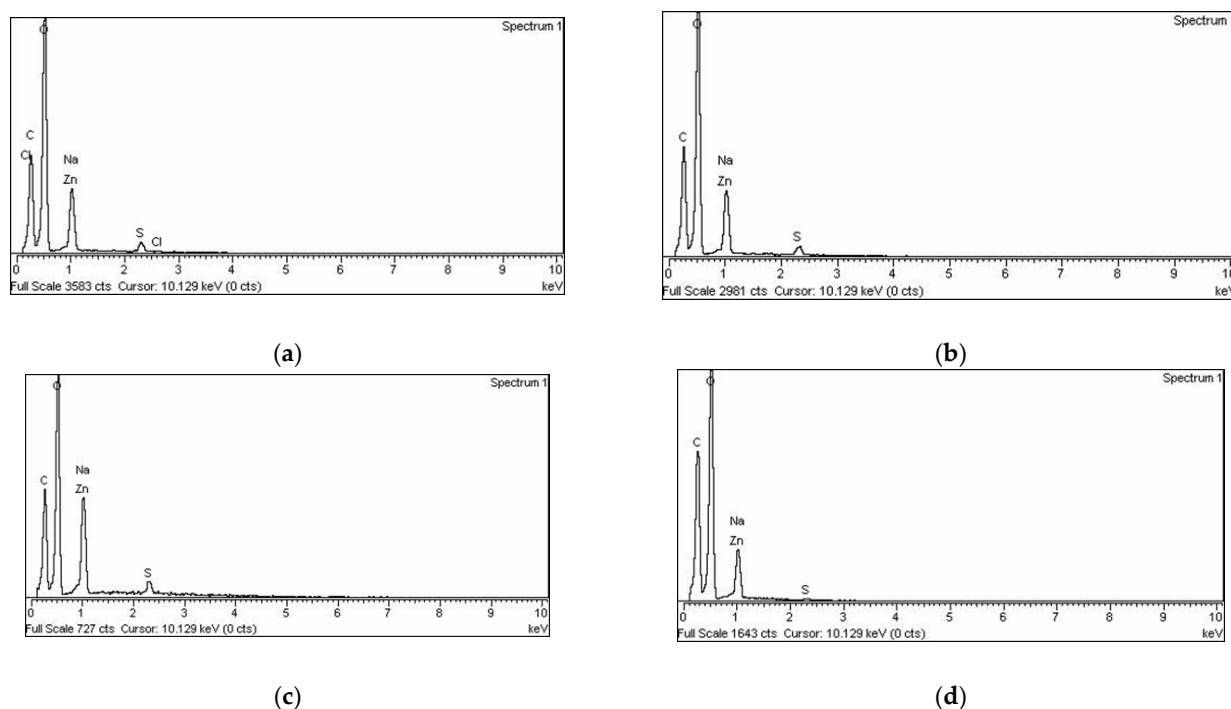 Spectrum 1
O
C
Cl
Na
Zn
S
Cl
0 1 2 3 4 5 6 7 8 9 10
Full Scale 3583 cts Cursor: 10.129 keV (0 cts) keV
(a)
Spectrum
O
C
Na
Zn
S
0 1 2 3 4 5 6 7 8 9 10
Full Scale 2981 cts Cursor: 10.129 keV (0 cts) keV
(b)
Spectrum 1
O
C
Na
Zn
S
0 1 2 3 4 5 6 7 8 9 10
Full Scale 727 cts Cursor: 10.129 keV (0 cts) keV
(c)
Spectrum 1
O
C
Na
Zn
S
0 1 2 3 4 5 6 7 8 9 10
Full Scale 1643 cts Cursor: 10.129 keV (0 cts) keV
(d)